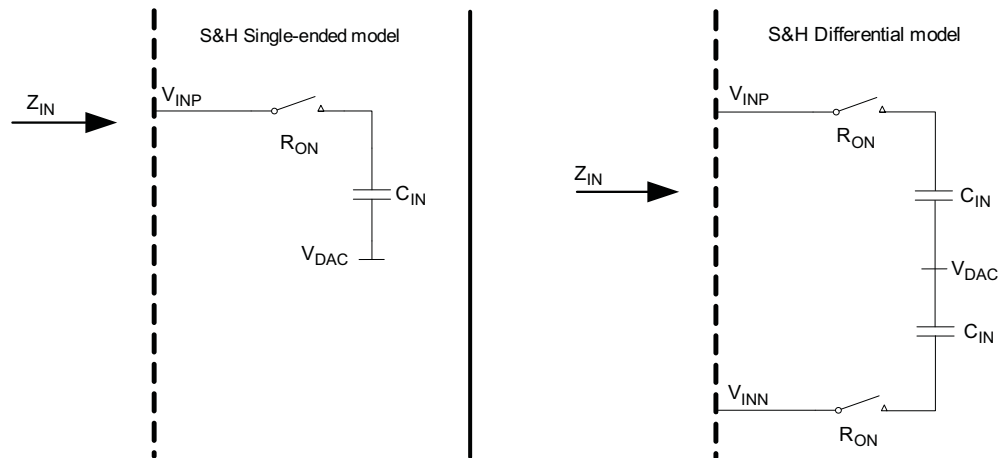 S&H Single-ended model
Z_IN
V_INP
R_ON
C_IN
V_DAC
S&H Differential model
V_INP
R_ON
Z_IN
C_IN
V_DAC
C_IN
V_INN
R_ON